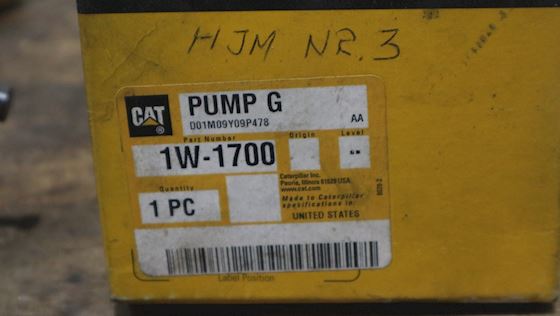 HJM NR. 3
CAT
®
PUMP G
D01M09Y09P478
AA
Part Number
Origin
Level
1W-1700
Caterpillar Inc.
Peoria, Illinois 61629 USA
www.cat.com
Quantity
1 PC
Made to Caterpillar
specifications in:
UNITED STATES
Label Position